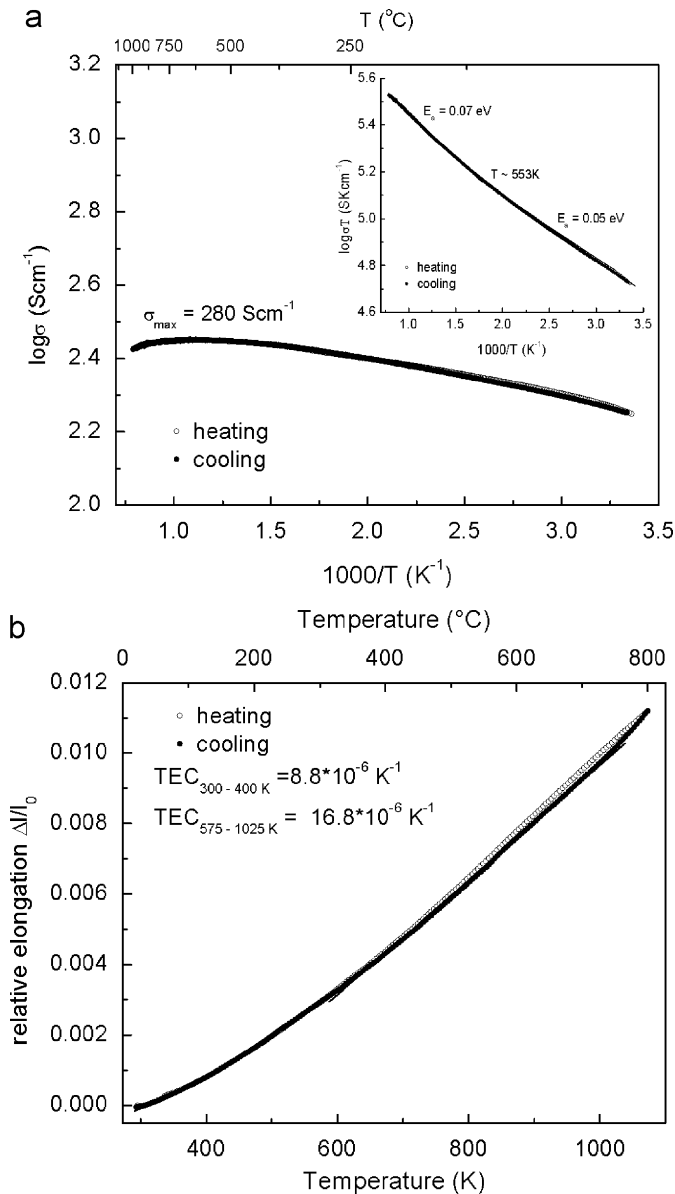 a
T (°C)
1000 750 500 250
3.2
3.0
2.8
2.6
2.4
2.2
2.0
logσ (Scm⁻¹)
σmax = 280 Scm⁻¹
heating
cooling
1.0 1.5 2.0 2.5 3.0 3.5
1000/T (K⁻¹)
5.6
5.4
5.2
5.0
4.8
4.6
logσT (SKcm⁻¹)
Ea = 0.07 eV
T ~ 553K
Ea = 0.05 eV
heating
cooling
1.0 1.5 2.0 2.5 3.0 3.5
1000/T (K⁻¹)
b
Temperature (°C)
0 200 400 600 800
0.012
0.010
0.008
0.006
0.004
0.002
0.000
relative elongation Δl/l₀
heating
cooling
TEC300 - 400 K =8.8*10⁻⁶ K⁻¹
TEC575 - 1025 K = 16.8*10⁻⁶ K⁻¹
400 600 800 1000
Temperature (K)